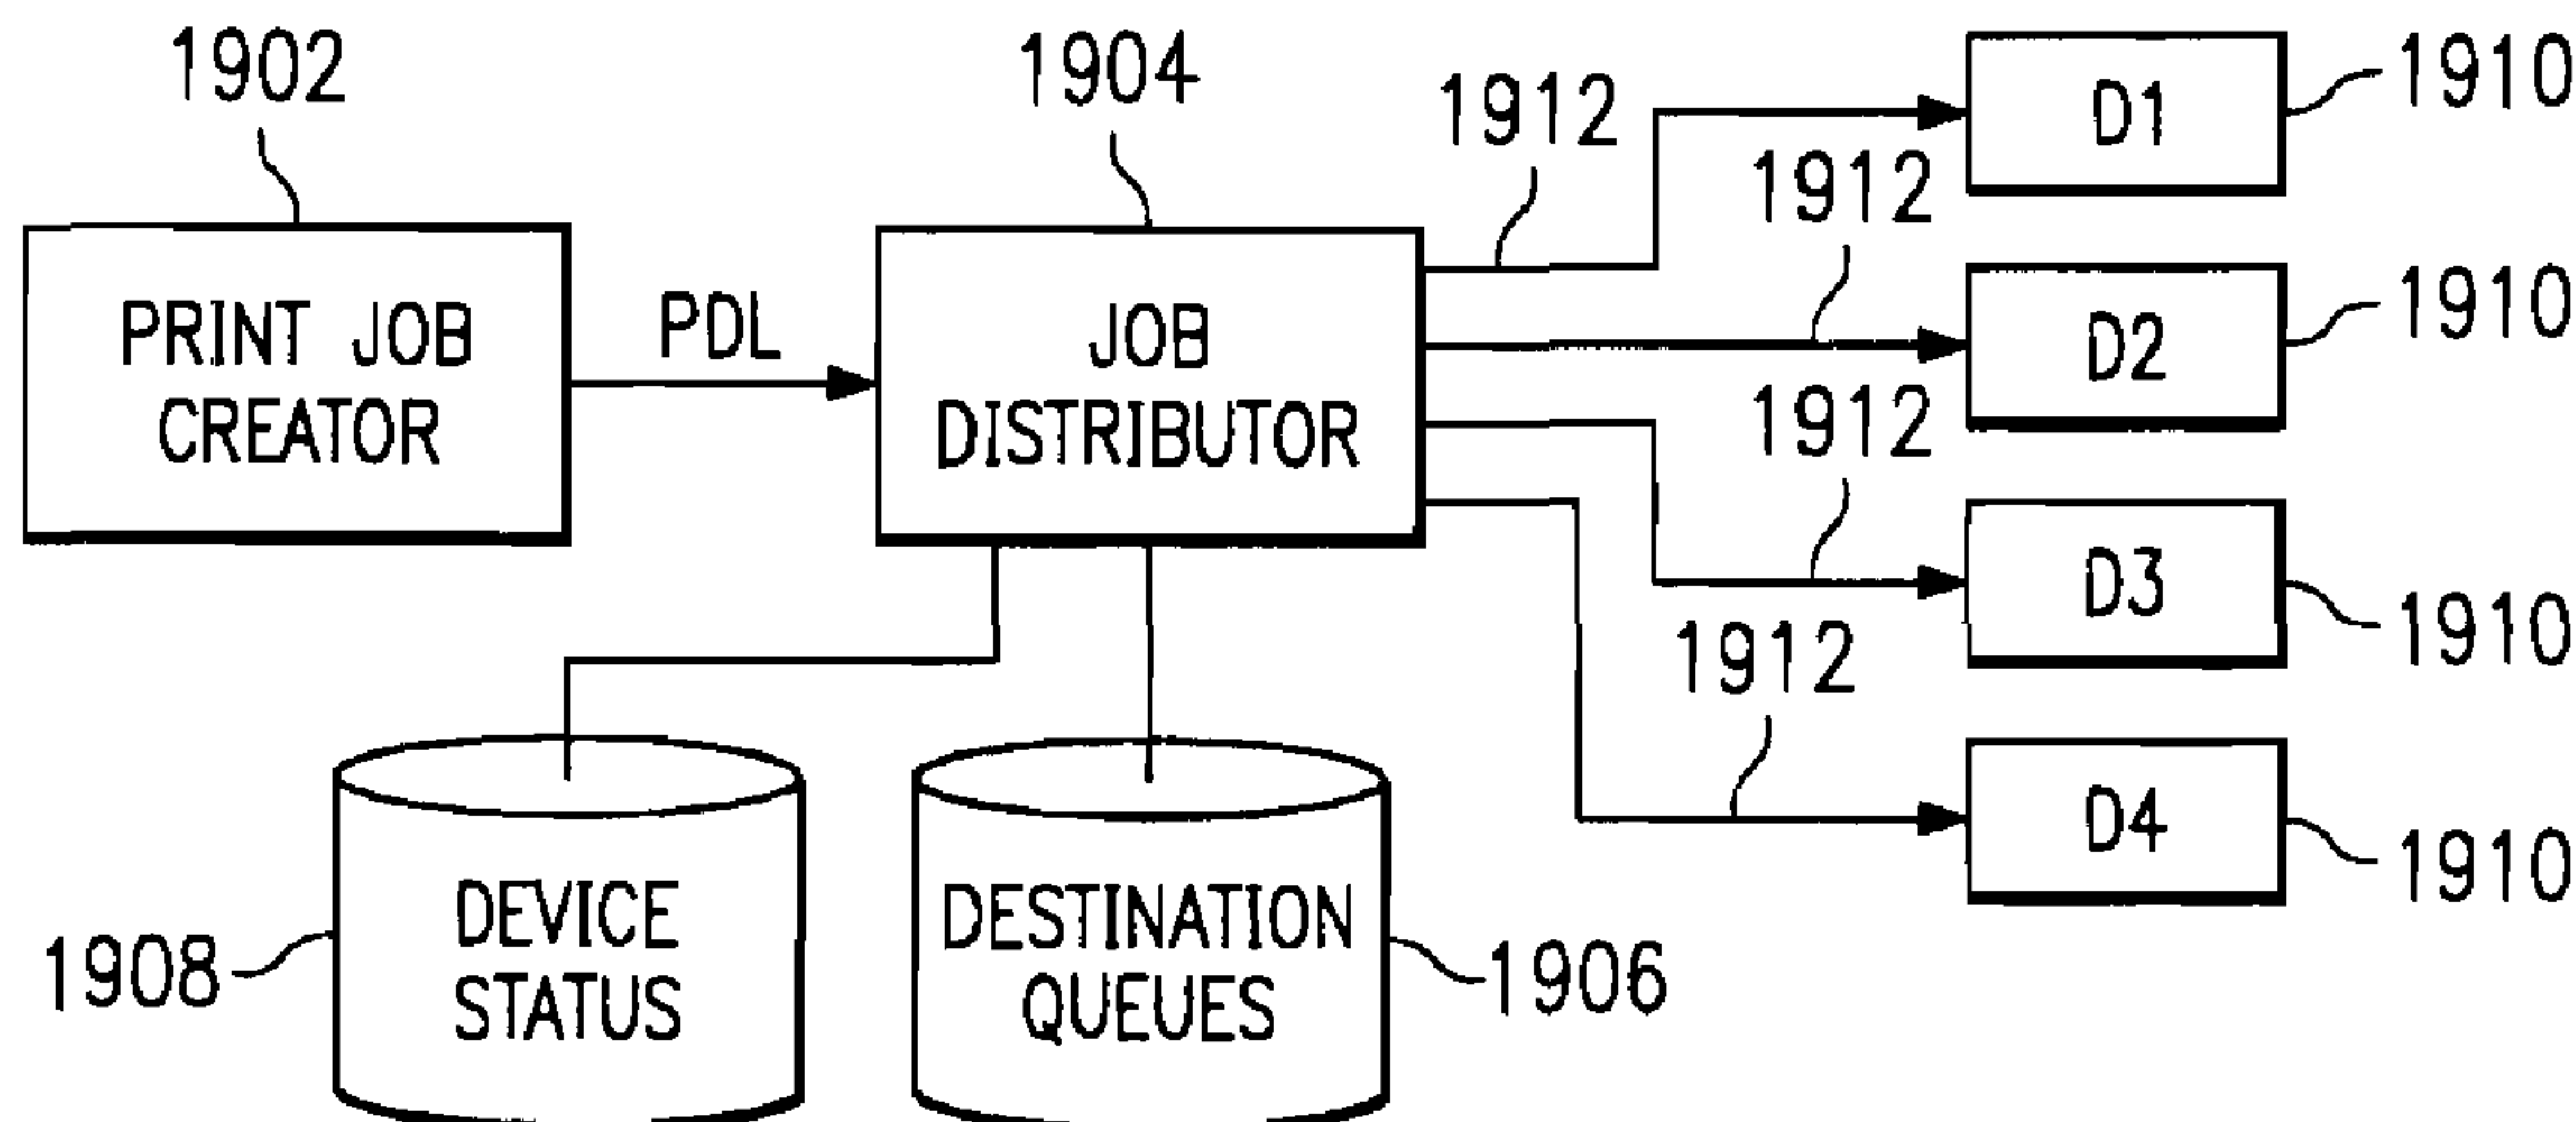 1902
1904
1912
D1
1910
1912
PRINT JOB
CREATOR
PDL
JOB
DISTRIBUTOR
D2
1910
1912
D3
1910
1912
D4
1910
DEVICE
STATUS
1908
DESTINATION
QUEUES
1906